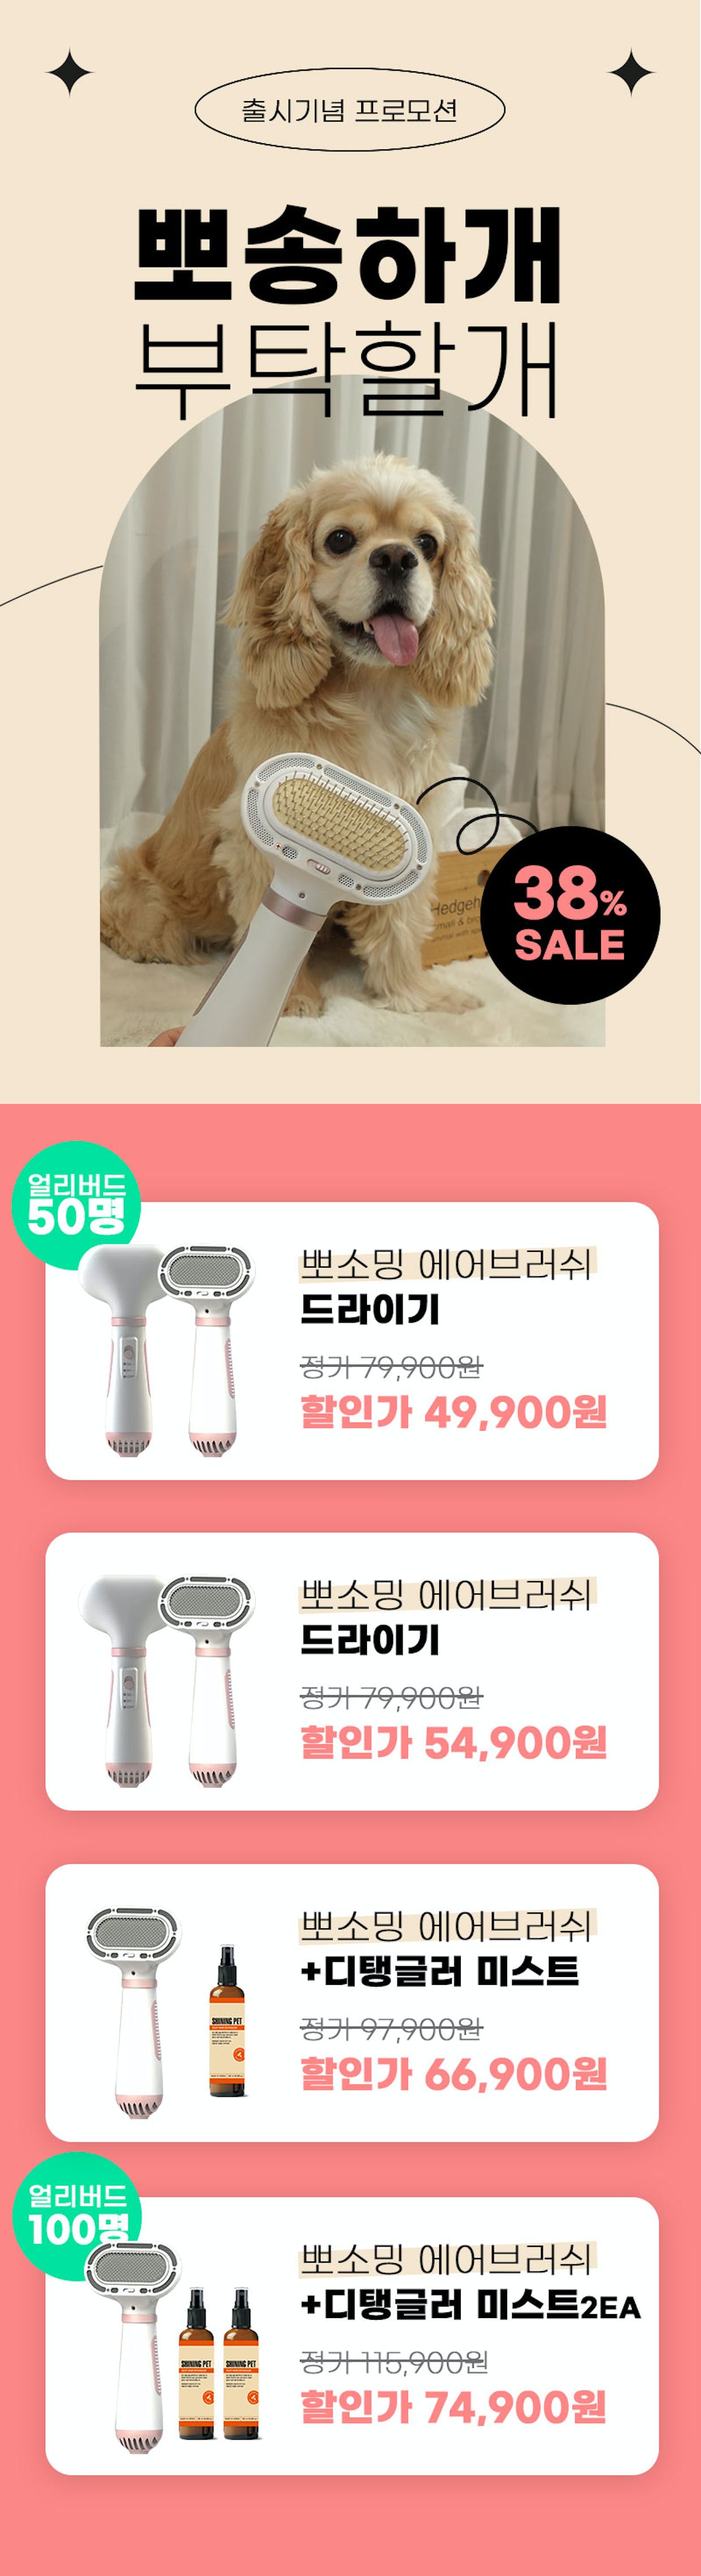 출시기념 프로모션
뽀송하개
부탁할개
38%
SALE
얼리버드
50명
뽀소밍 에어브러쉬
드라이기
정가 79,900원
할인가 49,900원
뽀소밍 에어브러쉬
드라이기
정가 79,900원
할인가 54,900원
뽀소밍 에어브러쉬
+디탱글러 미스트
정가 97,900원
할인가 66,900원
SHINING PET
얼리버드
100명
뽀소밍 에어브러쉬
+디탱글러 미스트2EA
정가 115,900원
할인가 74,900원
SHINING PET
SHINING PET